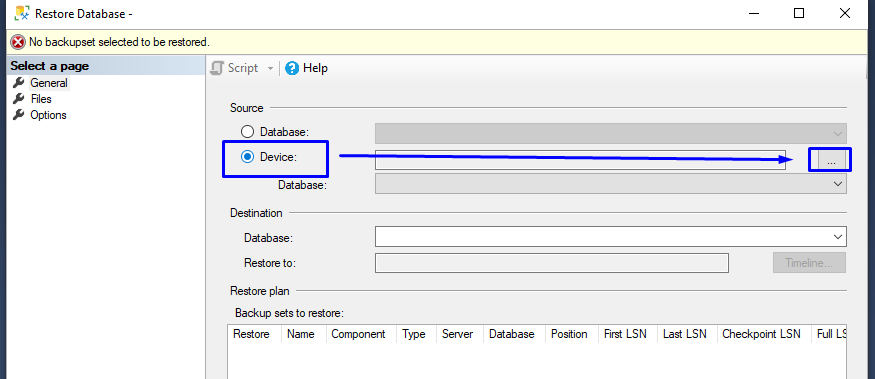 Restore Database -
No backupset selected to be restored.
Select a page
General
Files
Options
Script
Help
Source
Database:
Device:
...
Database:
Destination
Database:
Restore to:
Timeline...
Restore plan
Backup sets to restore:
Restore Name Component Type Server Database Position First LSN Last LSN Checkpoint LSN Full LS